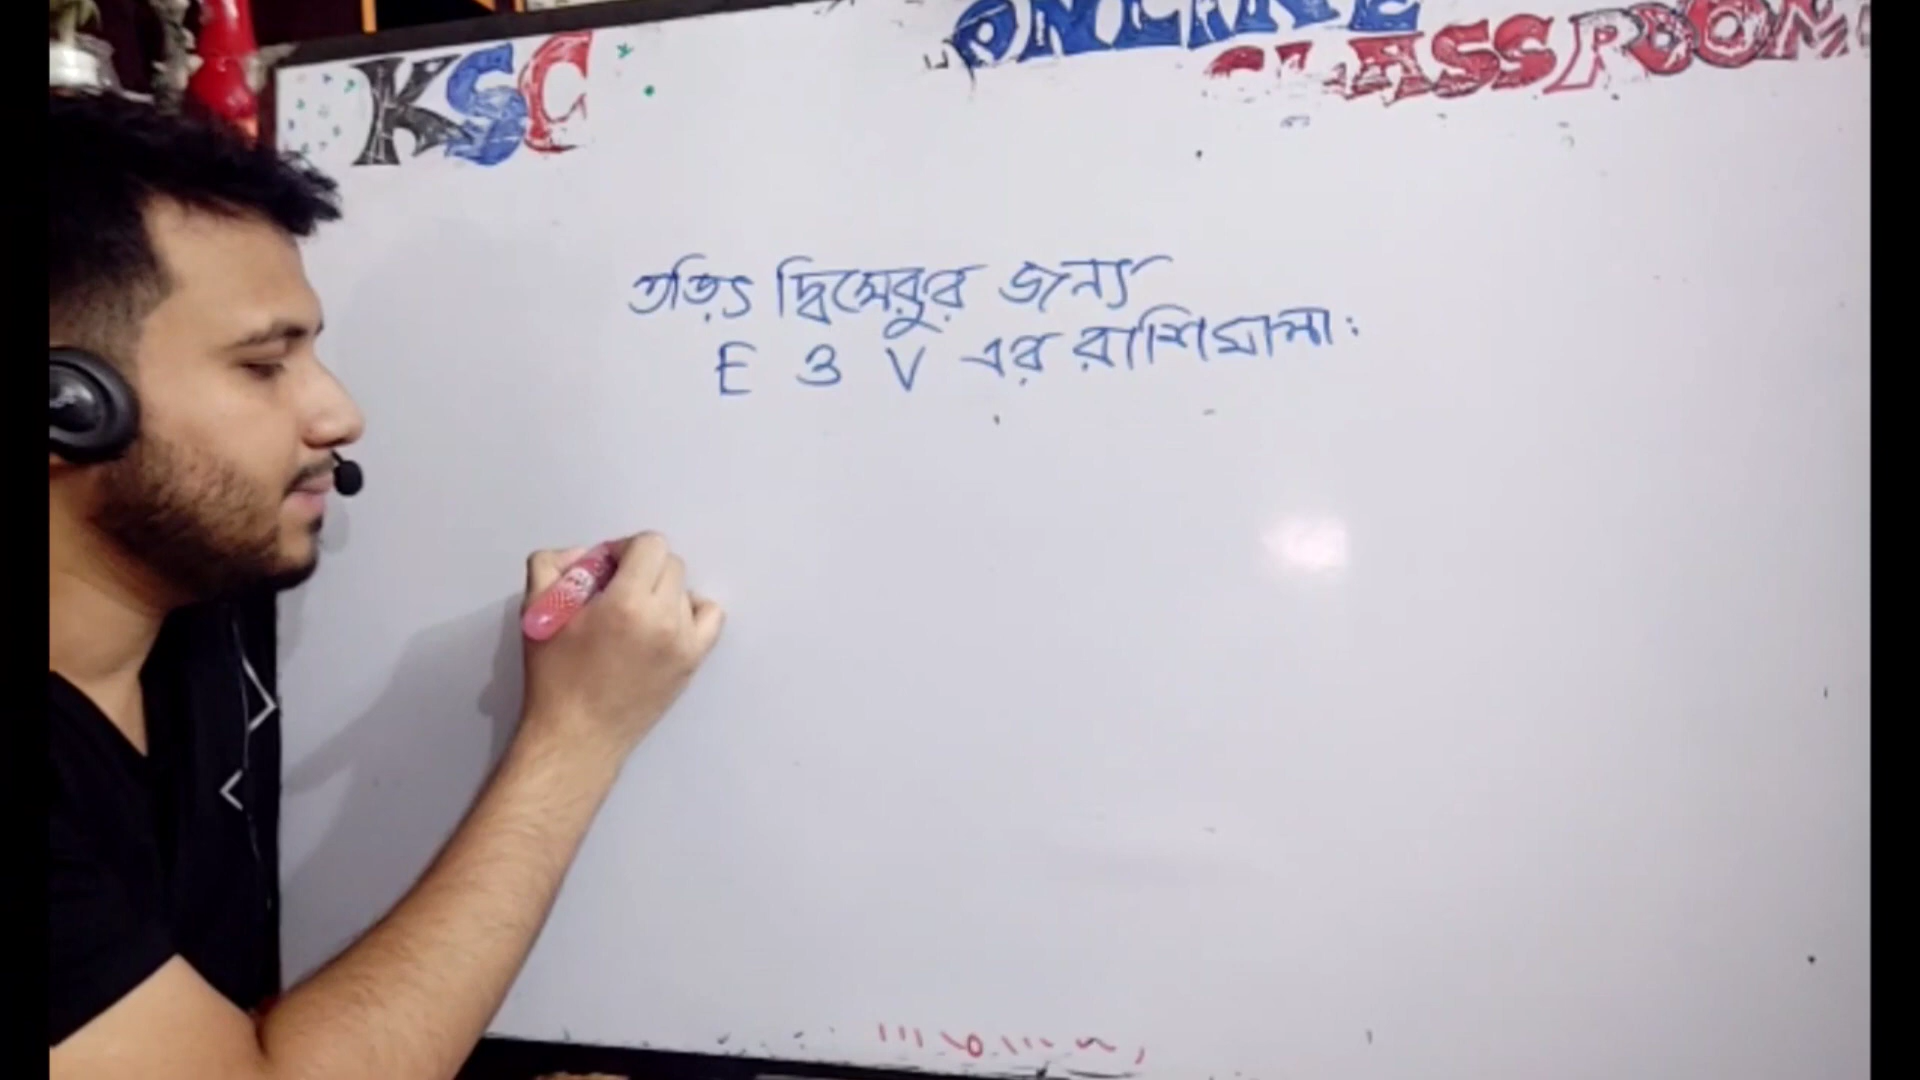 KSC
ONLINE
CLASSROOM
তড়িৎ দ্বিমেরুর জন্য
E ও V এর রাশিমালা: